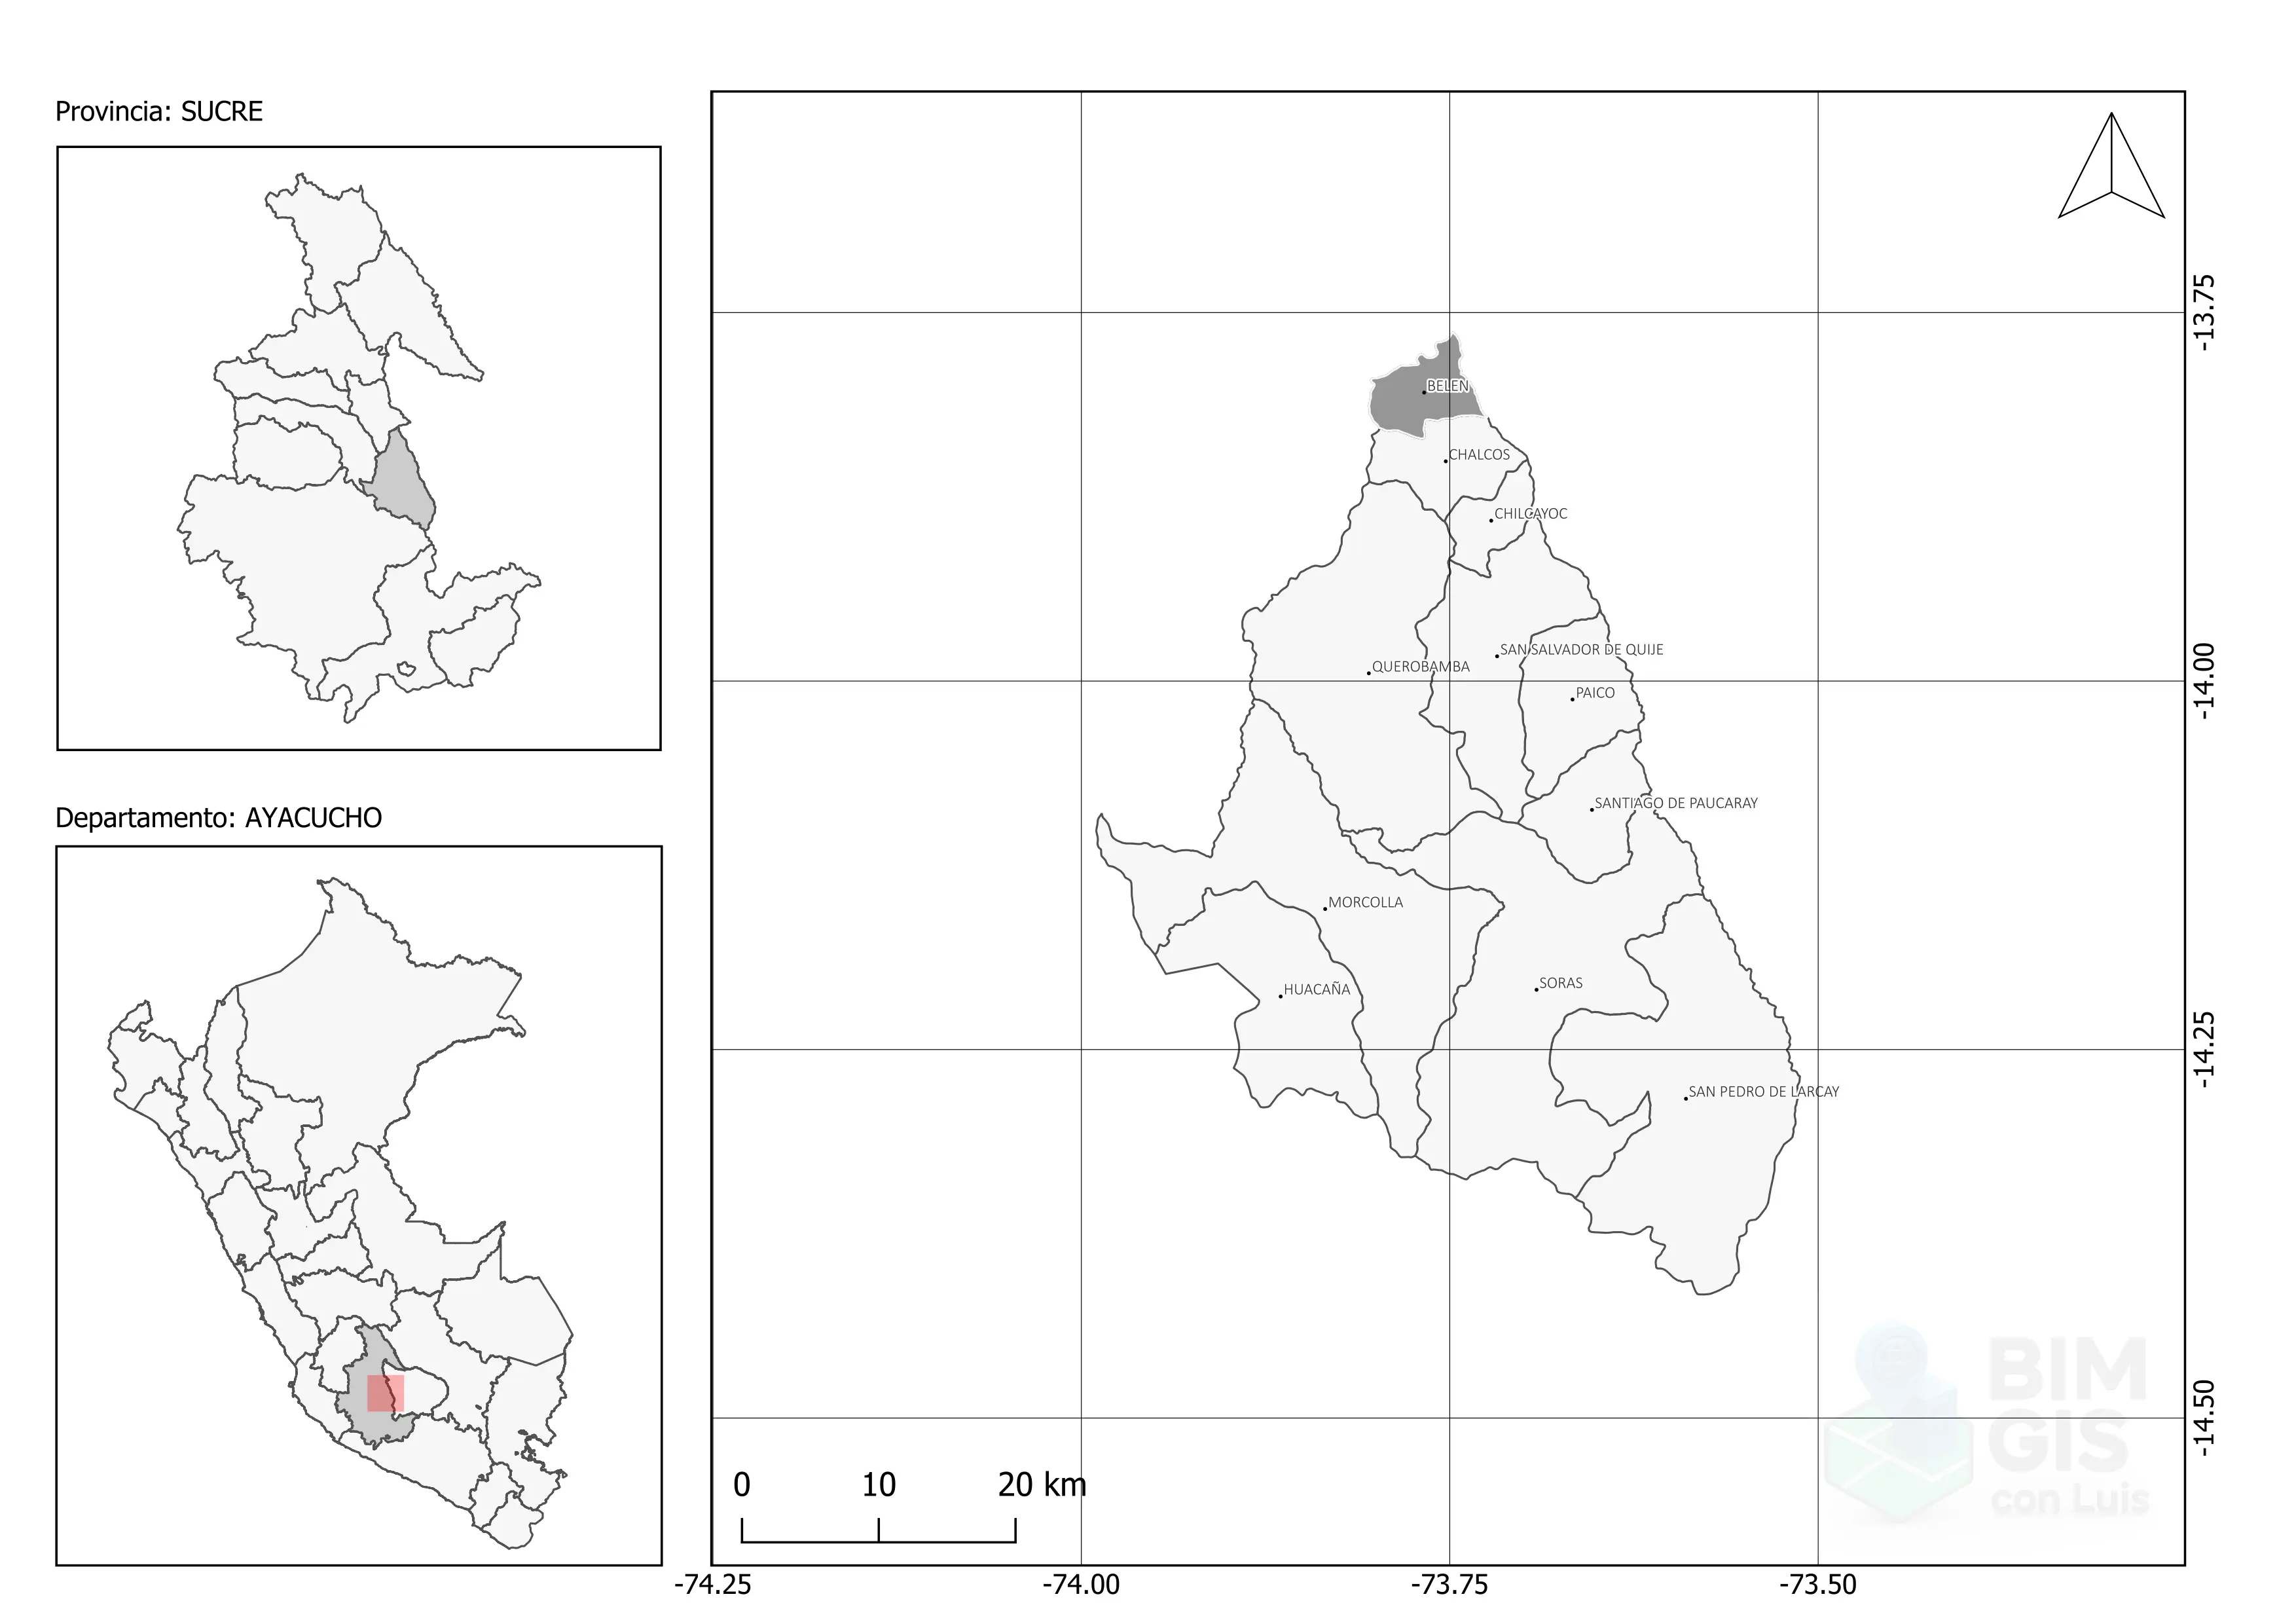 Provincia: SUCRE
Departamento: AYACUCHO
BELEN
CHALCOS
CHILCAYOC
SAN SALVADOR DE QUIJE
QUEROBAMBA
PAICO
SANTIAGO DE PAUCARAY
MORCOLLA
SORAS
HUACAÑA
SAN PEDRO DE LARCAY
-13.75
-14.00
-14.25
-14.50
0 10 20 km
BIM
GIS
con Luis
-74.25 -74.00 -73.75 -73.50